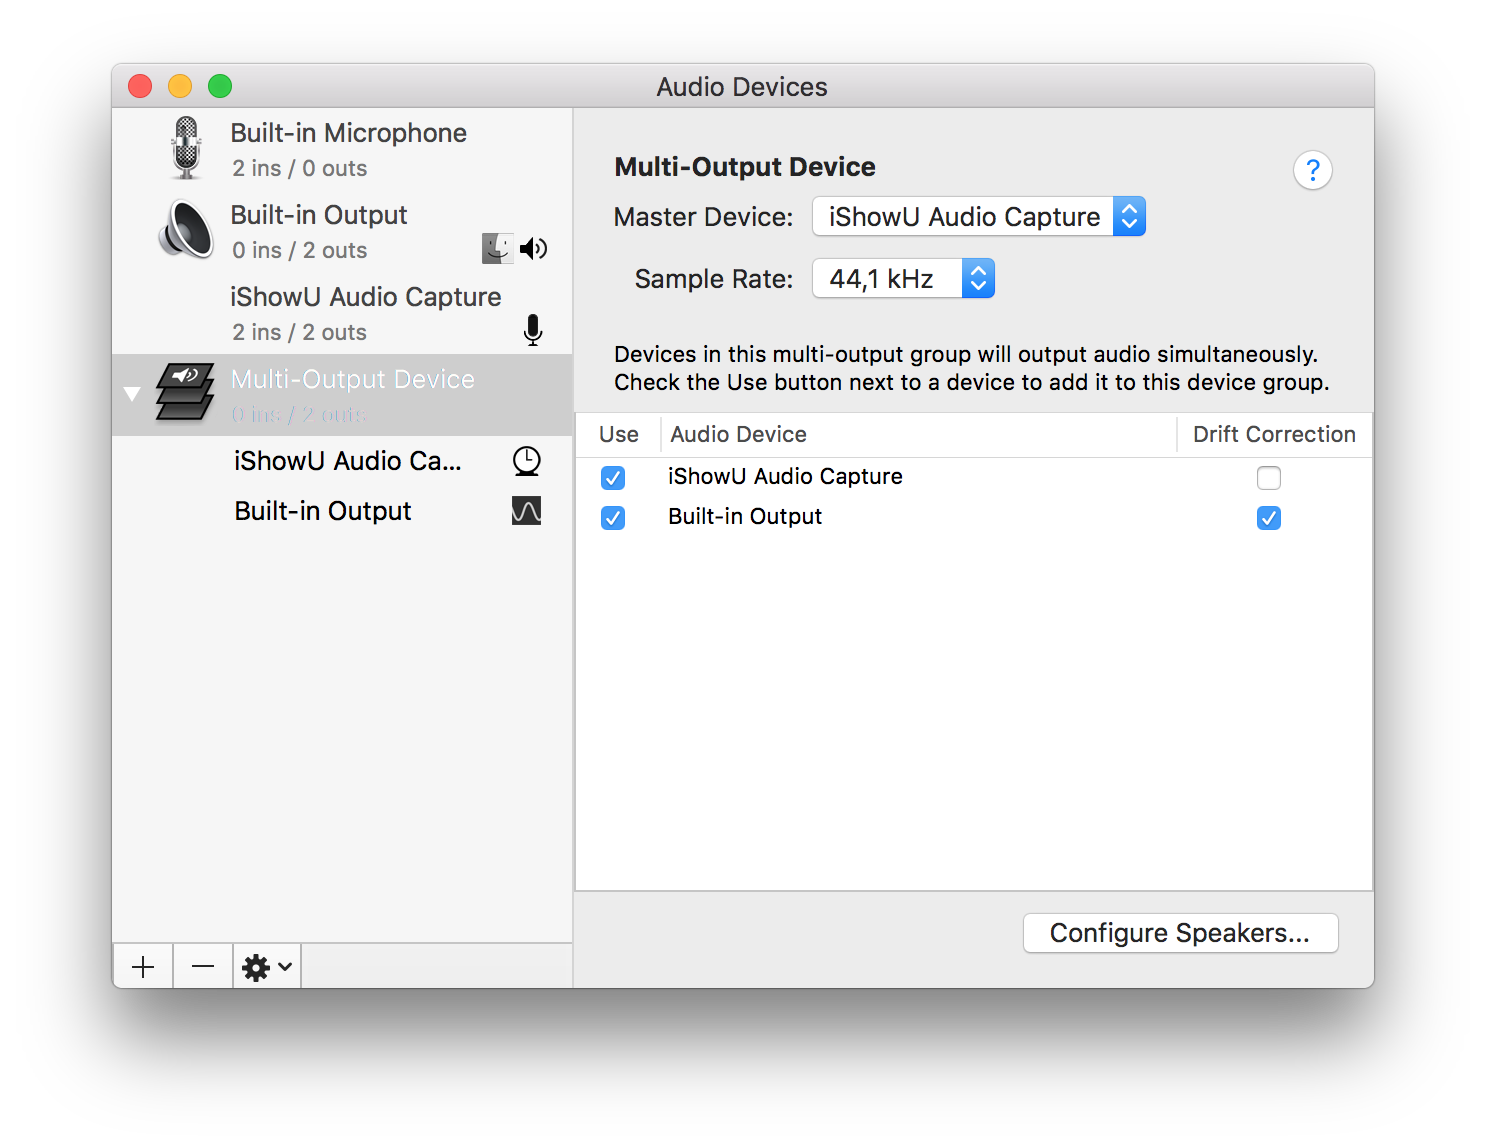 Audio Devices
Built-in Microphone
2 ins / 0 outs
Built-in Output
0 ins / 2 outs
iShowU Audio Capture
2 ins / 2 outs
Multi-Output Device
0 ins / 2 outs
iShowU Audio Ca...
Built-in Output
Multi-Output Device
?
Master Device: iShowU Audio Capture
Sample Rate: 44,1 kHz
Devices in this multi-output group will output audio simultaneously.
Check the Use button next to a device to add it to this device group.
Use Audio Device Drift Correction
iShowU Audio Capture
Built-in Output
Configure Speakers...